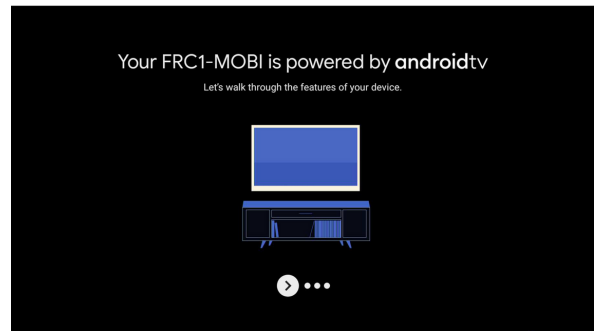 Your FRC1-MOBI is powered by androidtv
Let's walk through the features of your device.